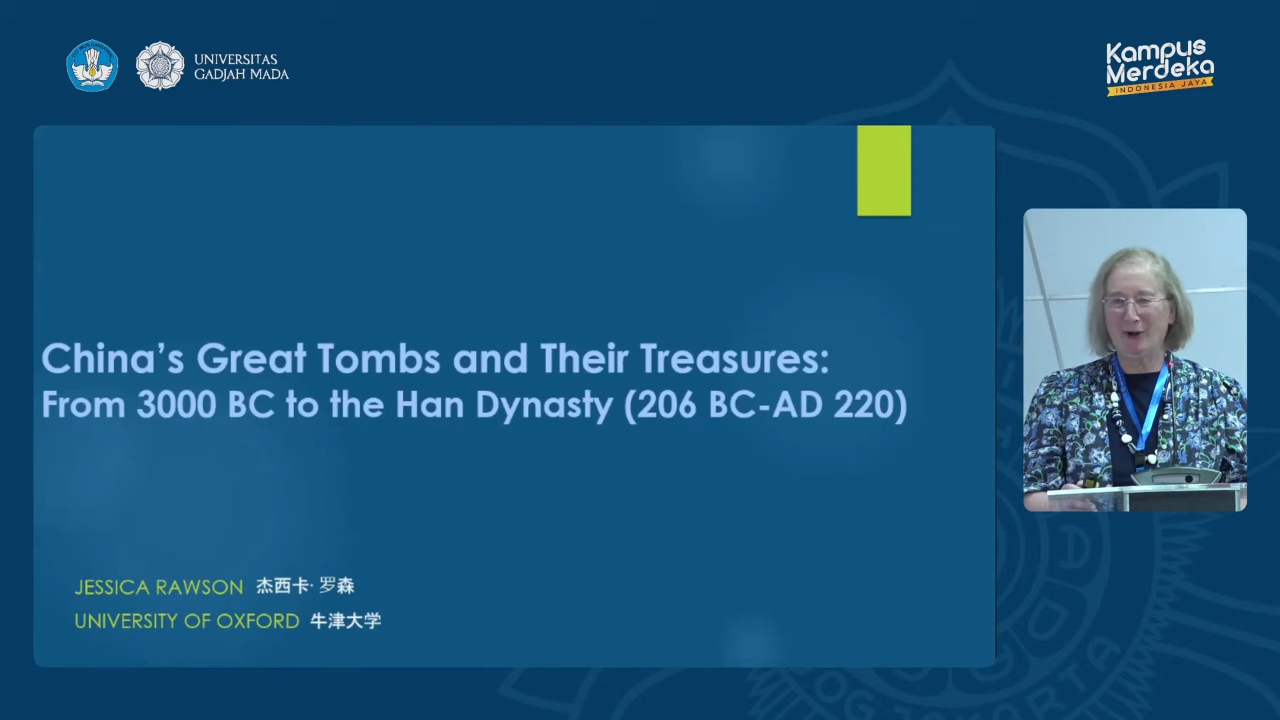 UNIVERSITAS
GADJAH MADA
Kampus
Merdeka
INDONESIA JAYA
China's Great Tombs and Their Treasures:
From 3000 BC to the Han Dynasty (206 BC-AD 220)
JESSICA RAWSON 杰西卡· 罗森
UNIVERSITY OF OXFORD 牛津大学